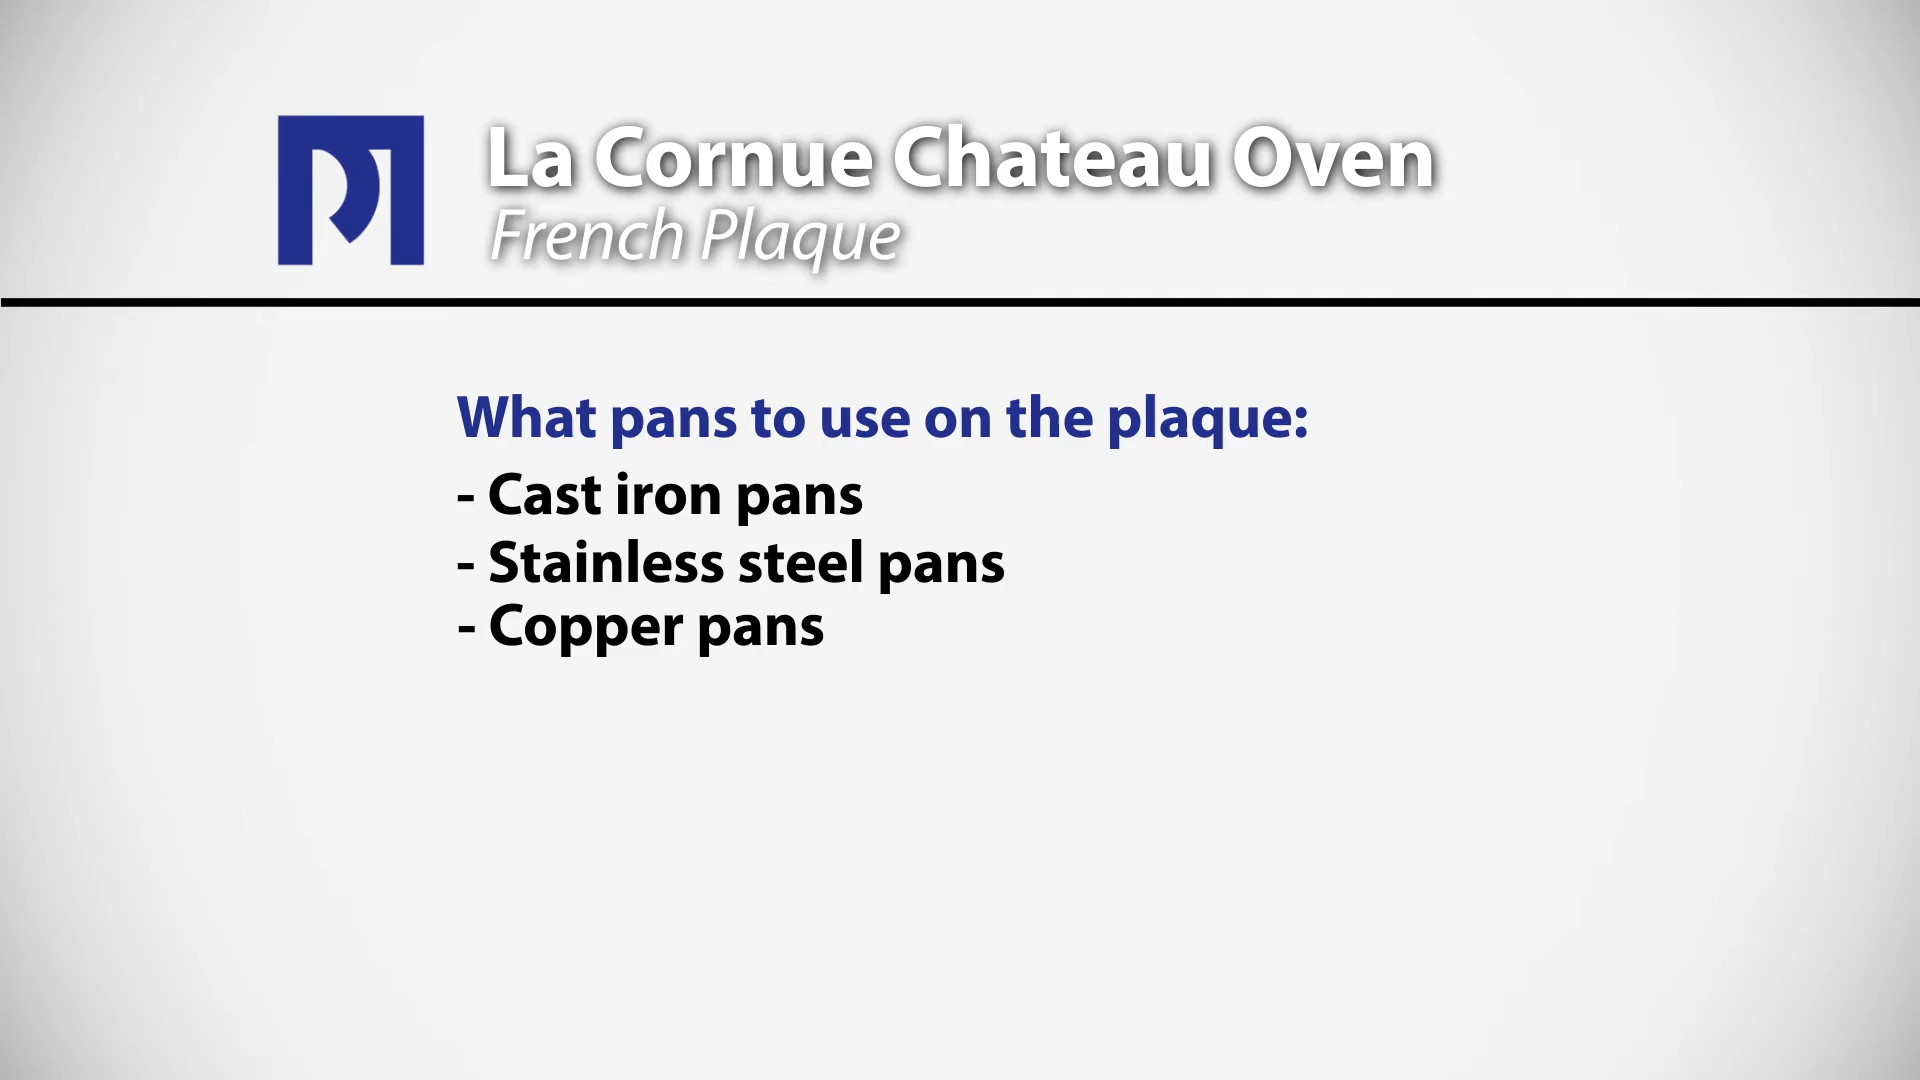 La Cornue Chateau Oven
French Plaque
What pans to use on the plaque:
- Cast iron pans
- Stainless steel pans
- Copper pans